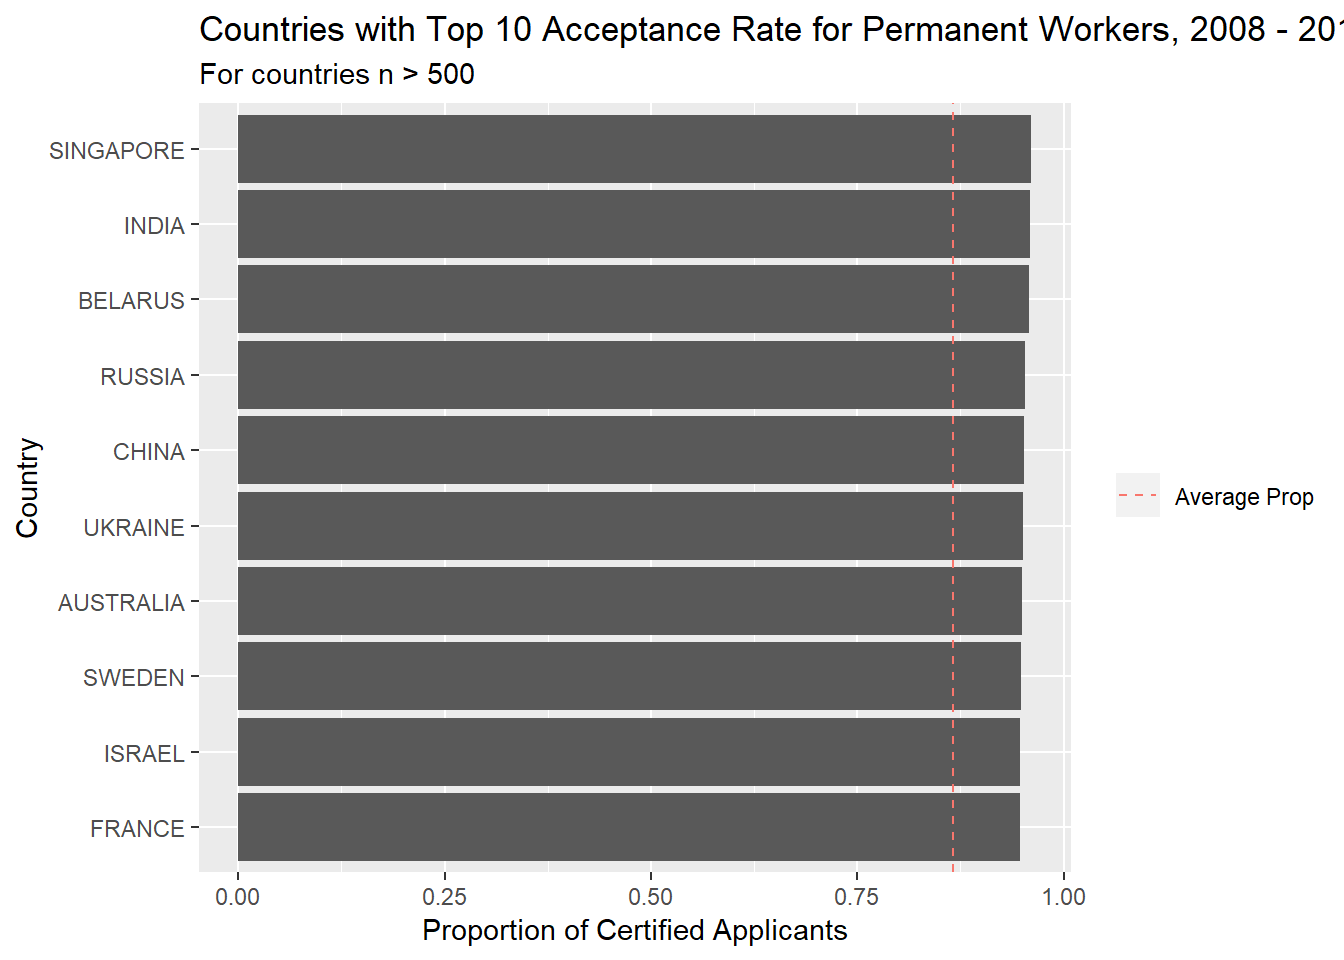 Countries with Top 10 Acceptance Rate for Permanent Workers, 2008 - 201
For countries n > 500
SINGAPORE
INDIA
BELARUS
RUSSIA
CHINA
UKRAINE
AUSTRALIA
SWEDEN
ISRAEL
FRANCE
Country
0.00 0.25 0.50 0.75 1.00
Proportion of Certified Applicants
Average Prop